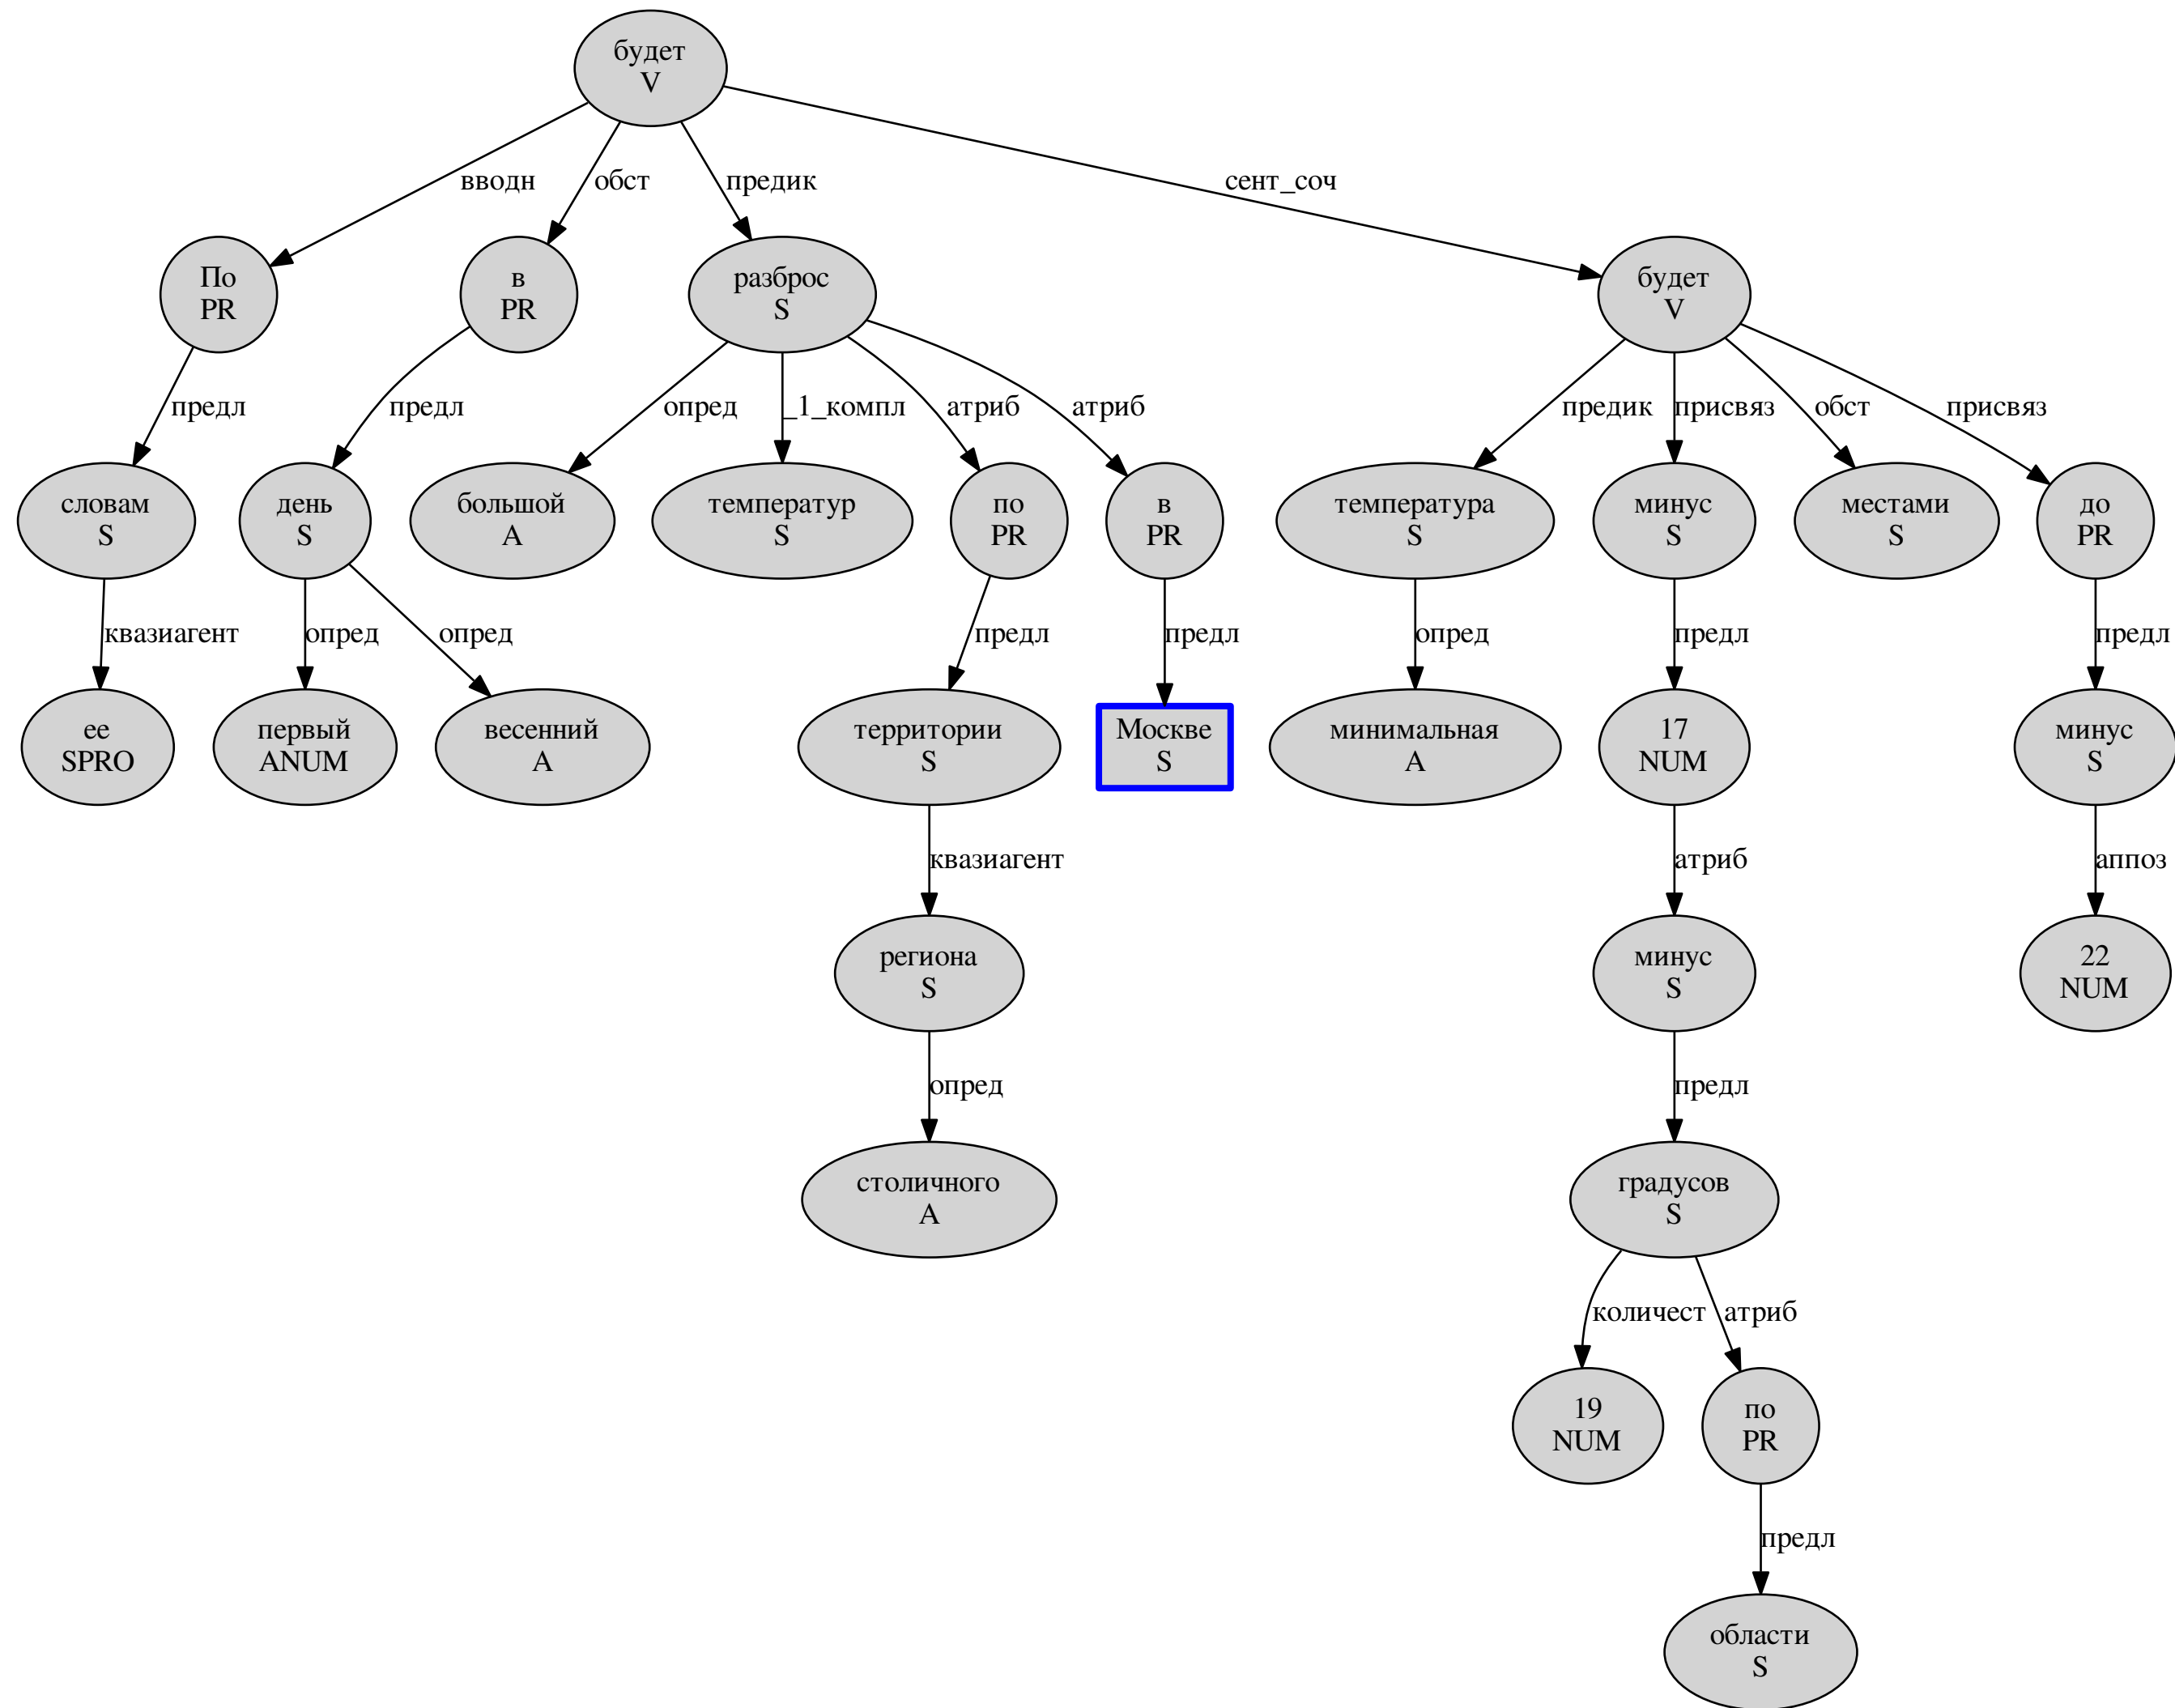 будет
V
вводн
обст
предик
сент_соч
По
PR
в
PR
разброс
S
будет
V
предл
предл
опред
_1_компл
атриб
атриб
предик
присвяз
обст
присвяз
словам
S
день
S
большой
A
температур
S
по
PR
в
PR
температура
S
минус
S
местами
S
до
PR
квазиагент
опред
опред
предл
предл
опред
предл
предл
ее
SPRO
первый
ANUM
весенний
A
территории
S
Москве
S
минимальная
A
17
NUM
минус
S
квазиагент
атриб
аппоз
региона
S
минус
S
22
NUM
опред
предл
столичного
A
градусов
S
количест
атриб
19
NUM
по
PR
предл
области
S